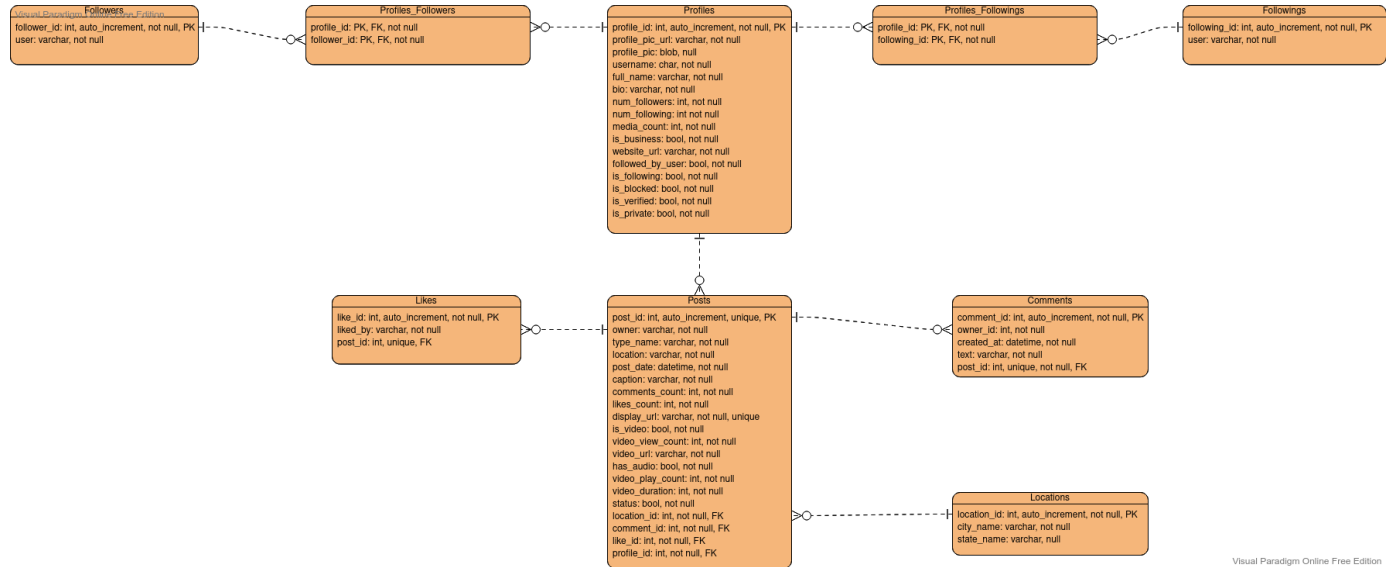 Visual Paradigm Online Free Edition
Followers
follower_id: int, auto_increment, not null, PK
user: varchar, not null
Profiles_Followers
profile_id: PK, FK, not null
follower_id: PK, FK, not null
Profiles
profile_id: int, auto_increment, not null, PK
profile_pic_url: varchar, not null
profile_pic: blob, null
username: char, not null
full_name: varchar, not null
bio: varchar, not null
num_followers: int, not null
num_following: int not null
media_count: int, not null
is_business: bool, not null
website_url: varchar, not null
followed_by_user: bool, not null
is_following: bool, not null
is_blocked: bool, not null
is_verified: bool, not null
is_private: bool, not null
Profiles_Followings
profile_id: PK, FK, not null
following_id: PK, FK, not null
Followings
following_id: int, auto_increment, not null, PK
user: varchar, not null
Likes
like_id: int, auto_increment, not null, PK
liked_by: varchar, not null
post_id: int, unique, FK
Posts
post_id: int, auto_increment, unique, PK
owner: varchar, not null
type_name: varchar, not null
location: varchar, not null
post_date: datetime, not null
caption: varchar, not null
comments_count: int, not null
likes_count: int, not null
display_url: varchar, not null, unique
is_video: bool, not null
video_view_count: int, not null
video_url: varchar, not null
has_audio: bool, not null
video_play_count: int, not null
video_duration: int, not null
status: bool, not null
location_id: int, not null, FK
comment_id: int, not null, FK
like_id: int, not null, FK
profile_id: int, not null, FK
Comments
comment_id: int, auto_increment, not null, PK
owner_id: int, not null
created_at: datetime, not null
text: varchar, not null
post_id: int, unique, not null, FK
Locations
location_id: int, auto_increment, not null, PK
city_name: varchar, not null
state_name: varchar, null
Visual Paradigm Online Free Edition